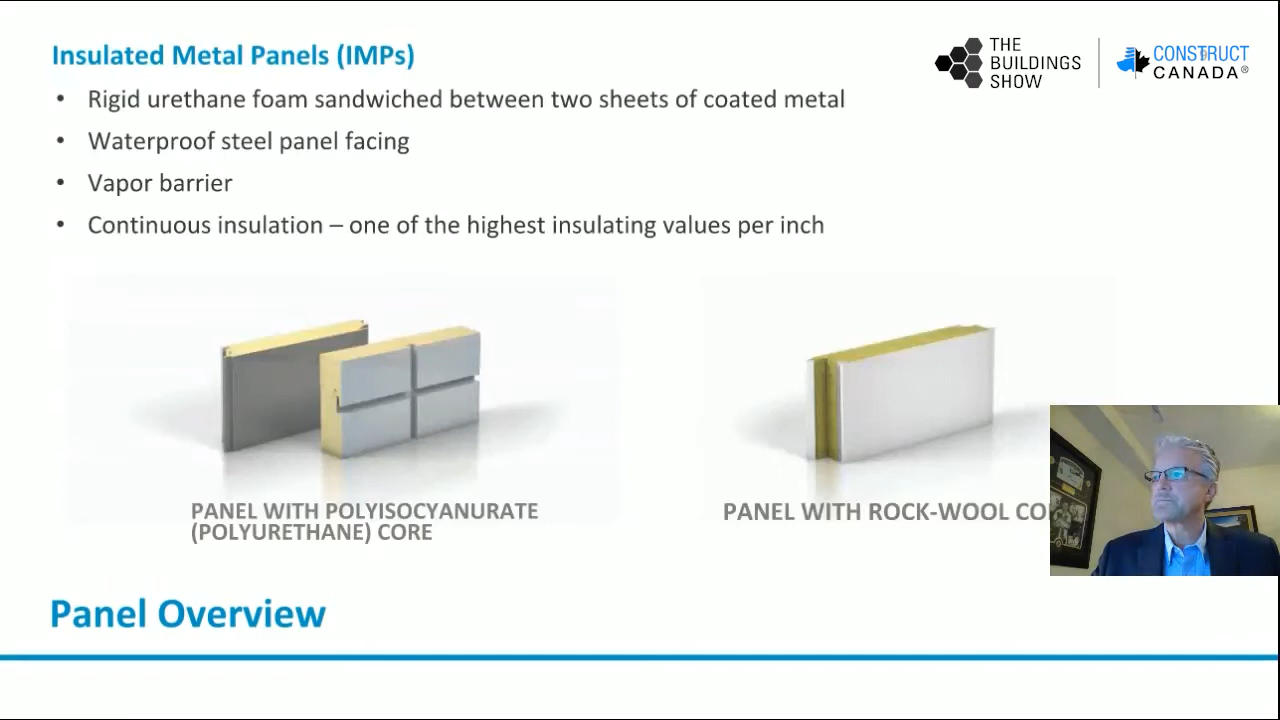 Insulated Metal Panels (IMPs)
THE
BUILDINGS
SHOW
CONSTRUCT
CANADA®
• Rigid urethane foam sandwiched between two sheets of coated metal
• Waterproof steel panel facing
• Vapor barrier
• Continuous insulation – one of the highest insulating values per inch
PANEL WITH POLYISOCYANURATE
(POLYURETHANE) CORE
PANEL WITH ROCK-WOOL
Panel Overview